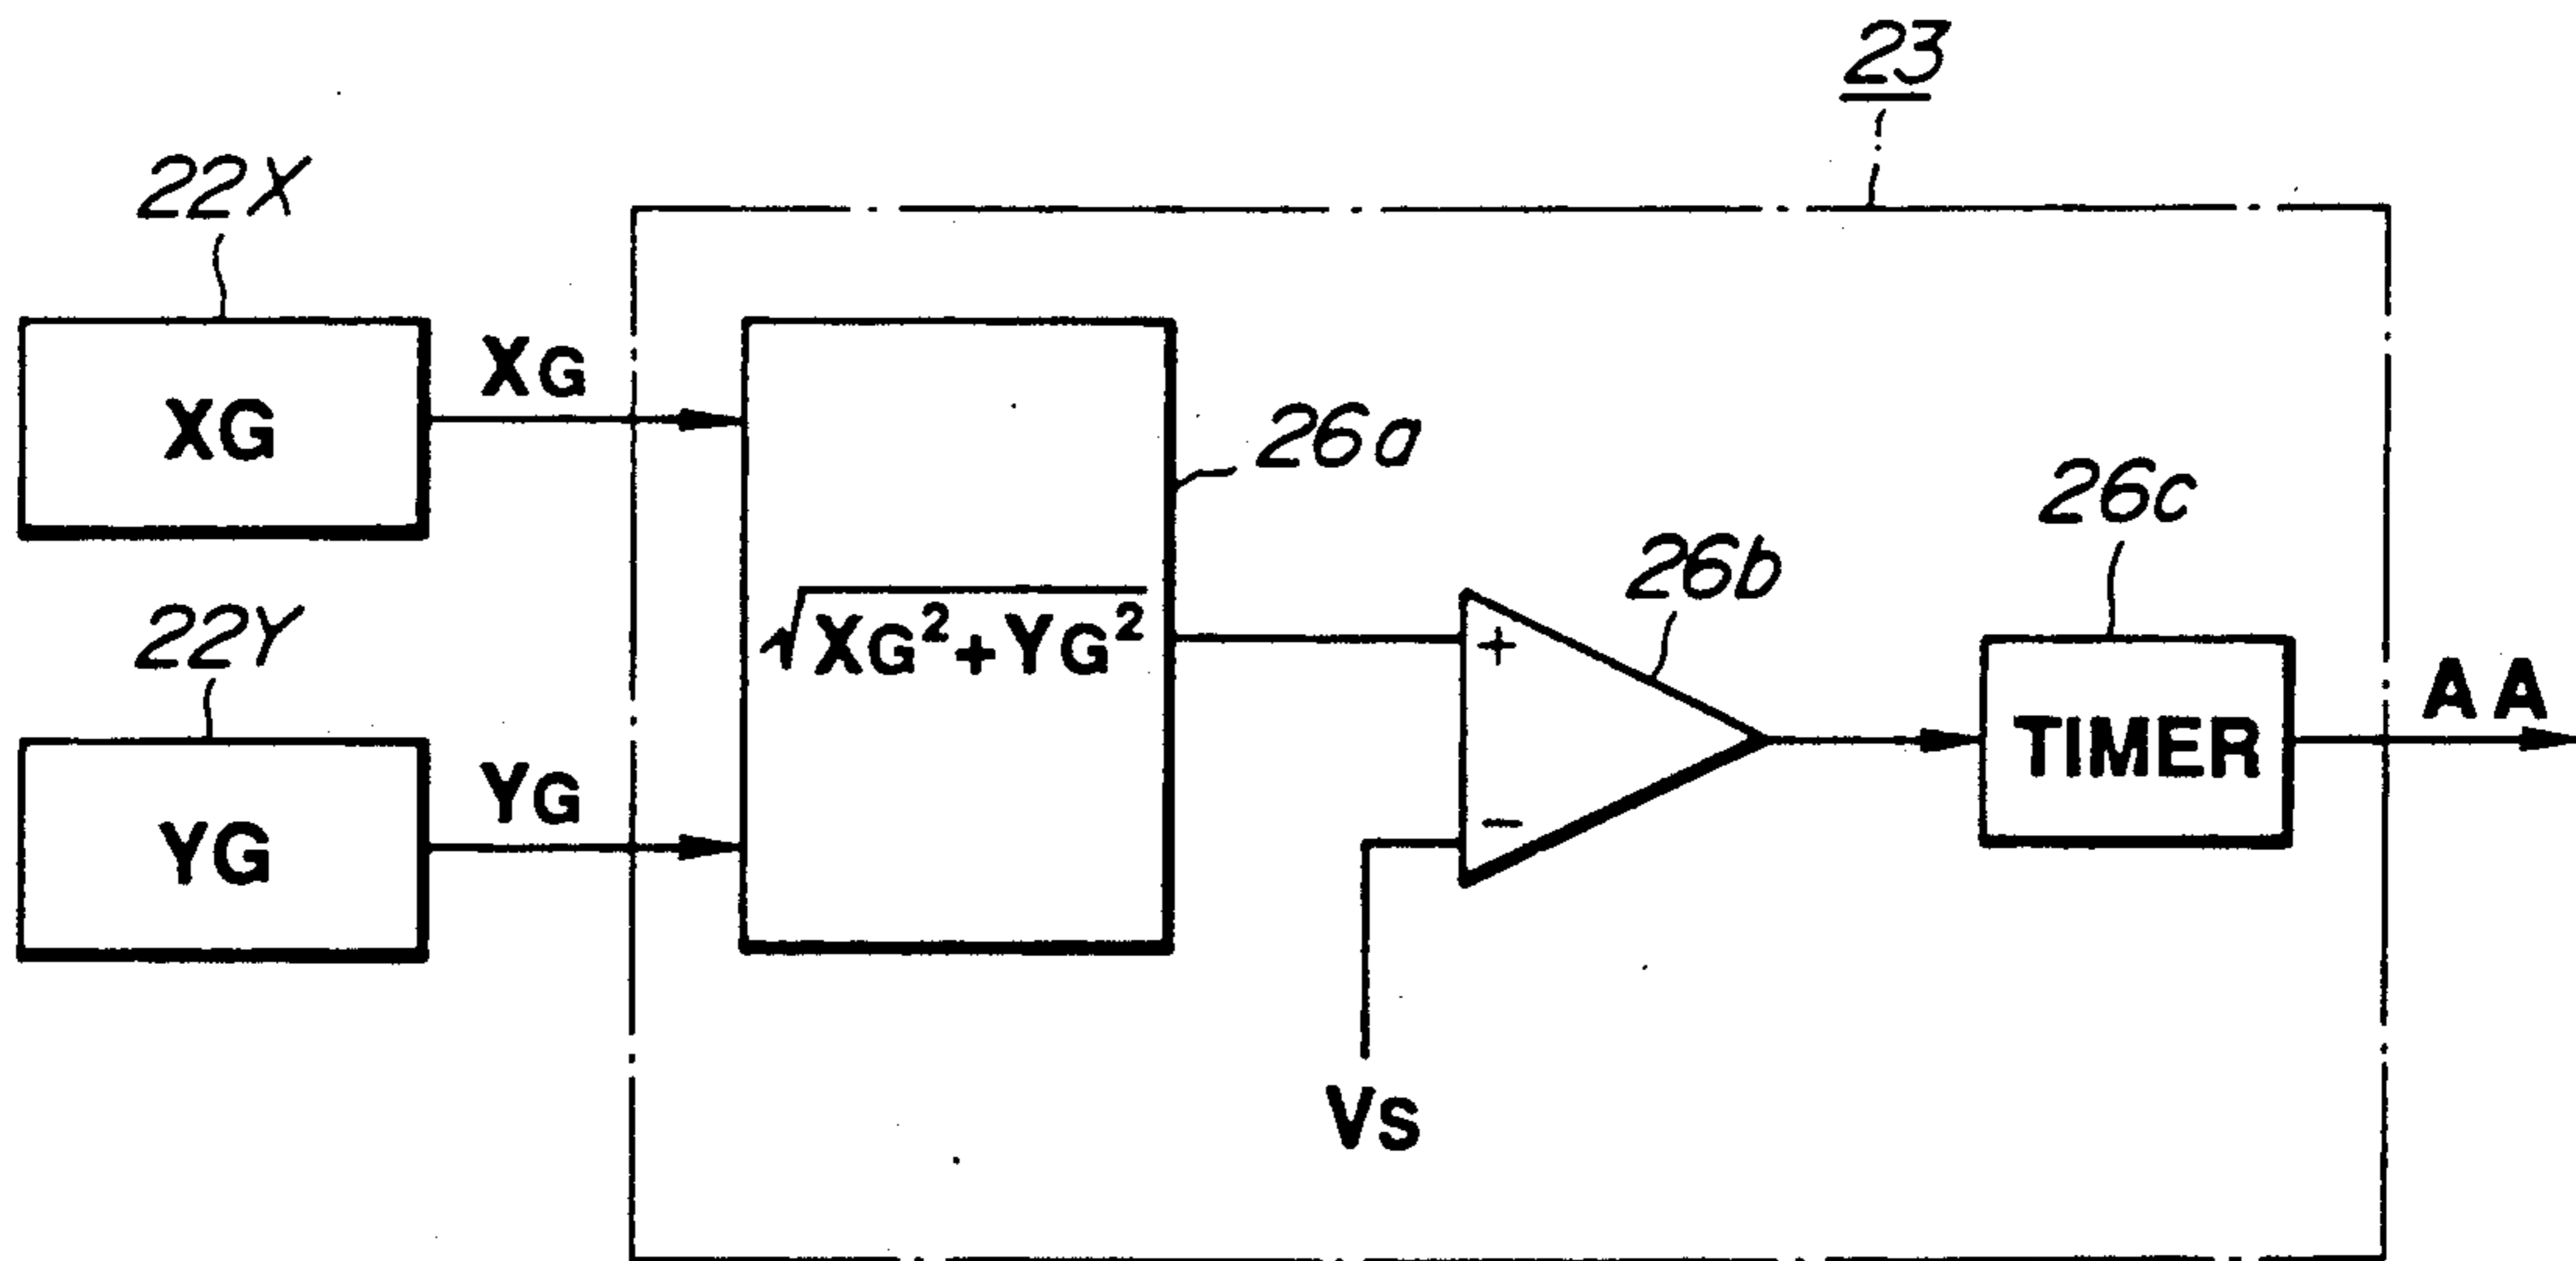 23
22X
XG
XG
26a
26c
26b
22Y
√XG²+YG²
+
TIMER
AA
YG
YG
−
VS